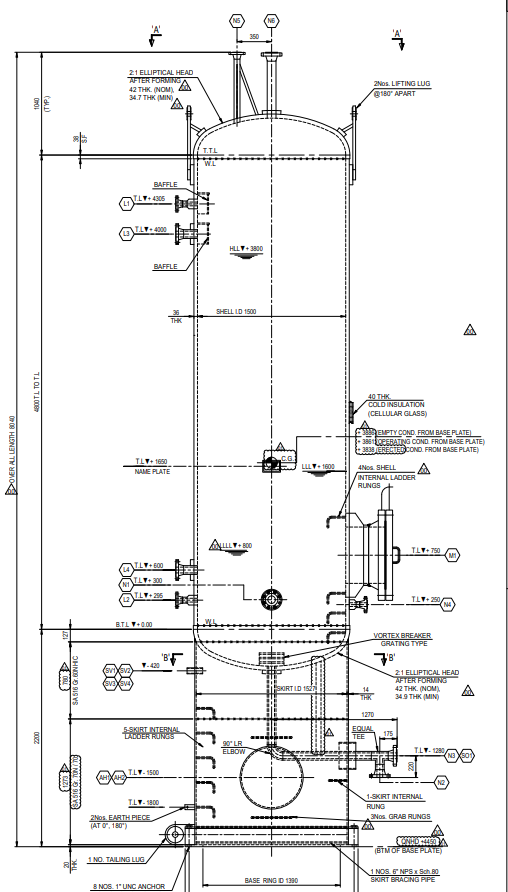 'A'
N5
N6
350
'A'
2:1 ELLIPTICAL HEAD
AFTER FORMING
42 THK. (NOM),
34.7 THK (MIN)
2Nos. LIFTING LUG
@180° APART
1040
(TYP.)
38
S.F
T.T.L
W.L
BAFFLE
L1
T.L▼+ 4305
L3
T.L▼+ 4000
BAFFLE
HLL▼+ 3800
36
THK
SHELL I.D 1500
4800 T.L TO T.L
OVER ALL LENGTH 8040
40 THK.
COLD INSULATION
(CELLULAR GLASS)
+ 3886 (EMPTY COND. FROM BASE PLATE)
+ 3861 (OPERATING COND. FROM BASE PLATE)
+ 3838 (ERECTED COND. FROM BASE PLATE)
C.G.
T.L▼+ 1650
NAME PLATE
LLL▼+ 1600
4Nos. SHELL
INTERNAL LADDER
RUNGS
LLLL▼+ 800
T.L▼+ 750
M1
L4
T.L▼+ 600
N1
T.L▼+ 300
L2
T.L▼+ 295
T.L▼+ 250
N4
B.T.L ▼+ 0.00
W.L
127
'B'
'B'
VORTEX BREAKER
GRATING TYPE
SV1
SV2
▼- 420
SV3
SV4
780
SA 516 Gr. 60N HIC
2:1 ELLIPTICAL HEAD
AFTER FORMING
42 THK. (NOM),
34.9 THK (MIN)
SKIRT I.D 1527
14
THK
1270
2200
5-SKIRT INTERNAL
LADDER RUNGS
90° LR
ELBOW
EQUAL
TEE
175
T.L▼- 1280
N3
SO1
220
N2
1273
SA 516 Gr. 70N / 70
AH1
AH2
T.L▼- 1500
1-SKIRT INTERNAL
RUNG
T.L▼- 1800
2Nos. EARTH PIECE
(AT 0°, 180°)
3Nos. GRAB RUNGS
(BTM OF BASE PLATE)
20
THK.
1 NO. TAILING LUG
1 NOS. 6" NPS x Sch.80
SKIRT BRACING PIPE
8 NOS. 1" UNC ANCHOR
BASE RING ID 1390